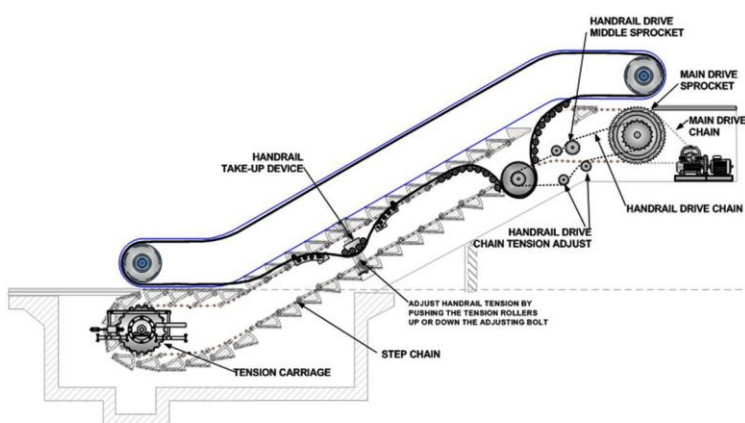 HANDRAIL DRIVE
MIDDLE SPROCKET
MAIN DRIVE
SPROCKET
MAIN DRIVE
CHAIN
HANDRAIL
TAKE-UP DEVICE
HANDRAIL DRIVE CHAIN
HANDRAIL DRIVE
CHAIN TENSION ADJUST
ADJUST HANDRAIL TENSION BY
PUSHING THE TENSION ROLLERS
UP OR DOWN THE ADJUSTING BOLT
STEP CHAIN
TENSION CARRIAGE